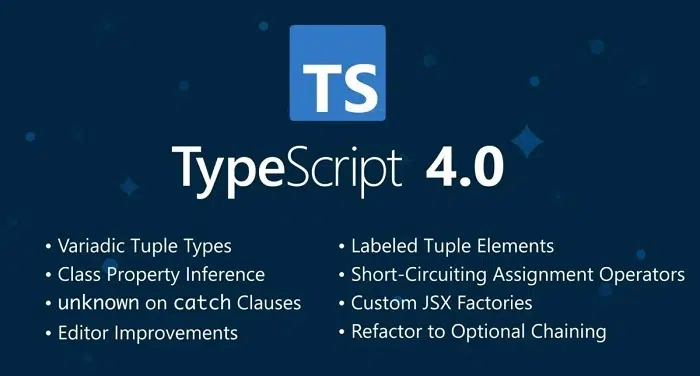 TS
TypeScript 4.0
• Variadic Tuple Types
• Class Property Inference
• unknown on catch Clauses
• Editor Improvements
• Labeled Tuple Elements
• Short-Circuiting Assignment Operators
• Custom JSX Factories
• Refactor to Optional Chaining